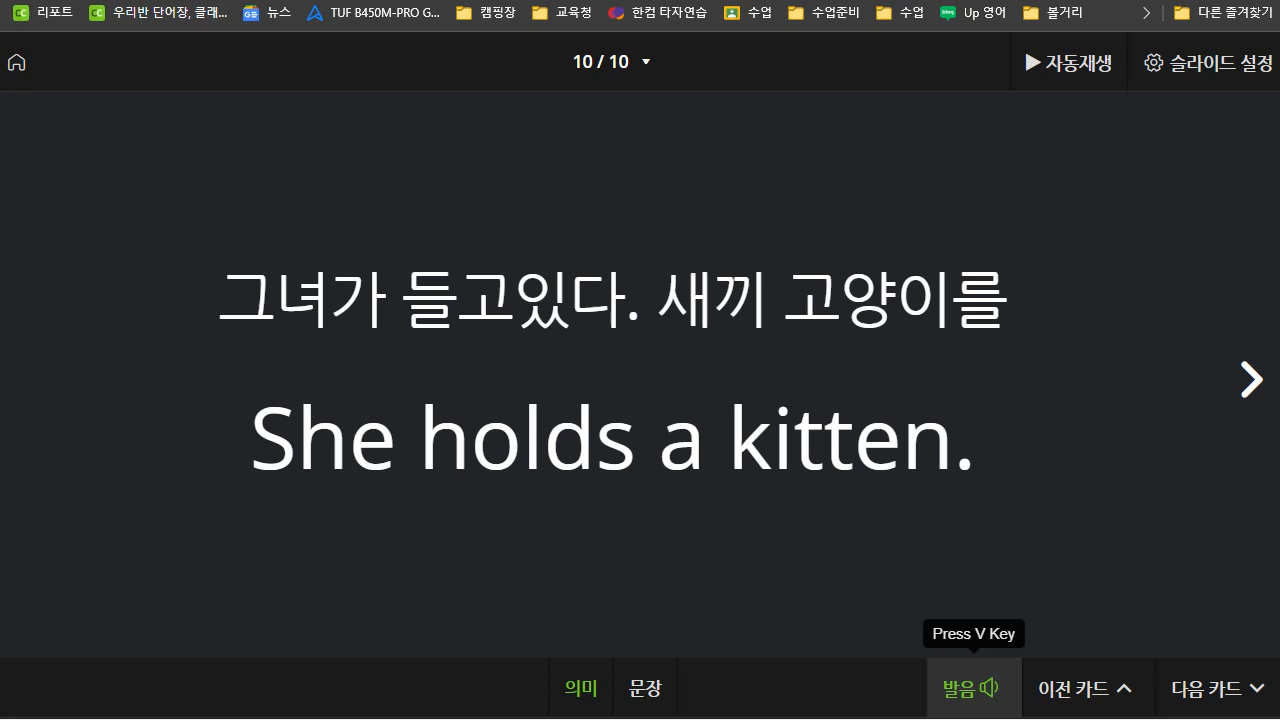 리포트 우리반 단어장, 클래... 뉴스 TUF B450M-PRO G... 캠핑장 교육청 한컴 타자연습 수업 수업준비 수업 Up 영어 볼거리 다른 즐겨찾기
10 / 10 자동재생 슬라이드 설정
그녀가 들고있다. 새끼 고양이를
She holds a kitten.
Press V Key
의미 문장 발음 이전 카드 다음 카드